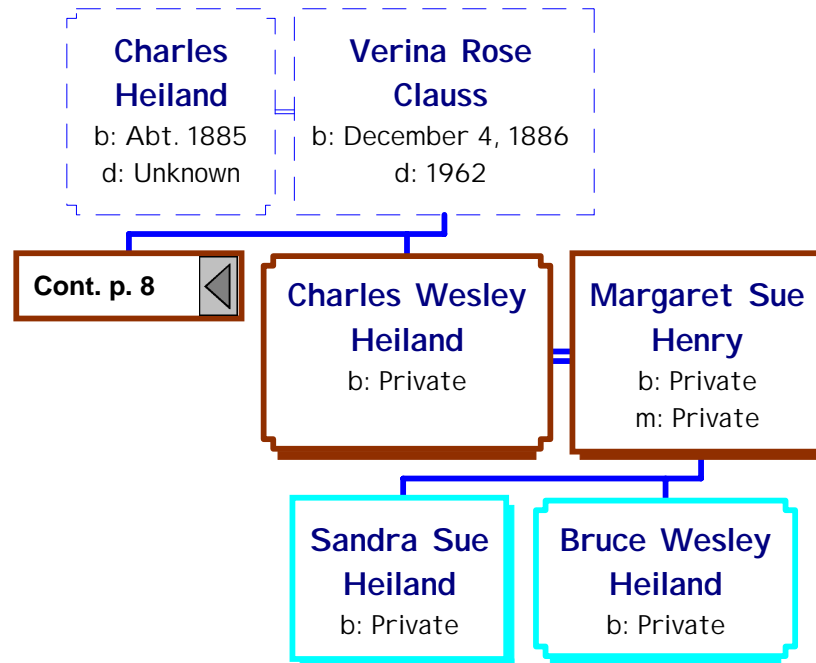 Charles
Heiland
b: Abt. 1885
d: Unknown
Verina Rose
Clauss
b: December 4, 1886
d: 1962
Cont. p. 8
Charles Wesley
Heiland
b: Private
Margaret Sue
Henry
b: Private
m: Private
Sandra Sue
Heiland
b: Private
Bruce Wesley
Heiland
b: Private